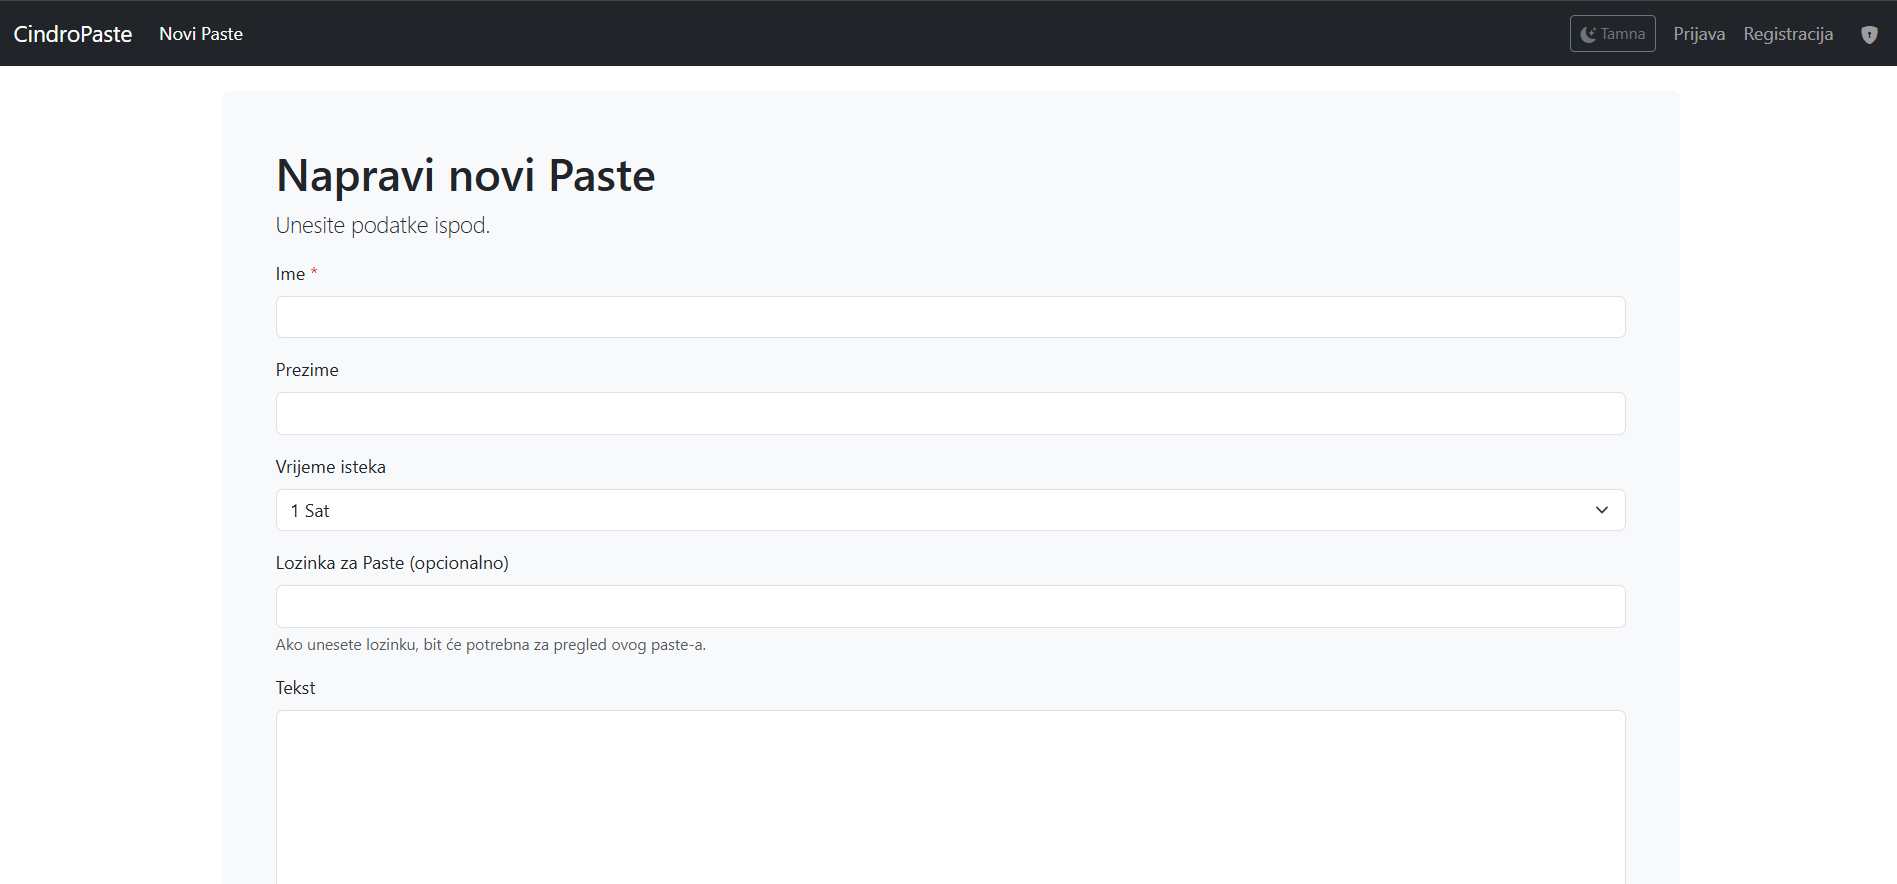 CindroPaste Novi Paste Tamna Prijava Registracija
Napravi novi Paste
Unesite podatke ispod.
Ime *
Prezime
Vrijeme isteka
1 Sat
Lozinka za Paste (opcionalno)
Ako unesete lozinku, bit će potrebna za pregled ovog paste-a.
Tekst